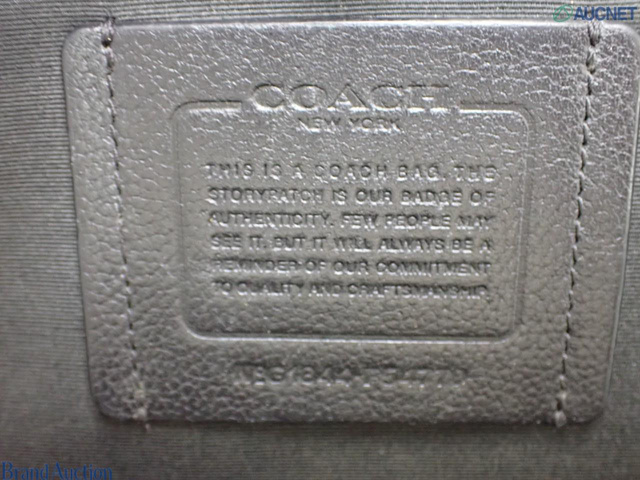 AUCNET
COACH
NEW YORK
THIS IS A COACH BAG. THE
STORYPATCH IS OUR BADGE OF
AUTHENTICITY. FEW PEOPLE MAY
SEE IT. BUT IT WILL ALWAYS BE A
REMINDER OF OUR COMMITMENT
TO QUALITY AND CRAFTSMANSHIP.
Brand Auction